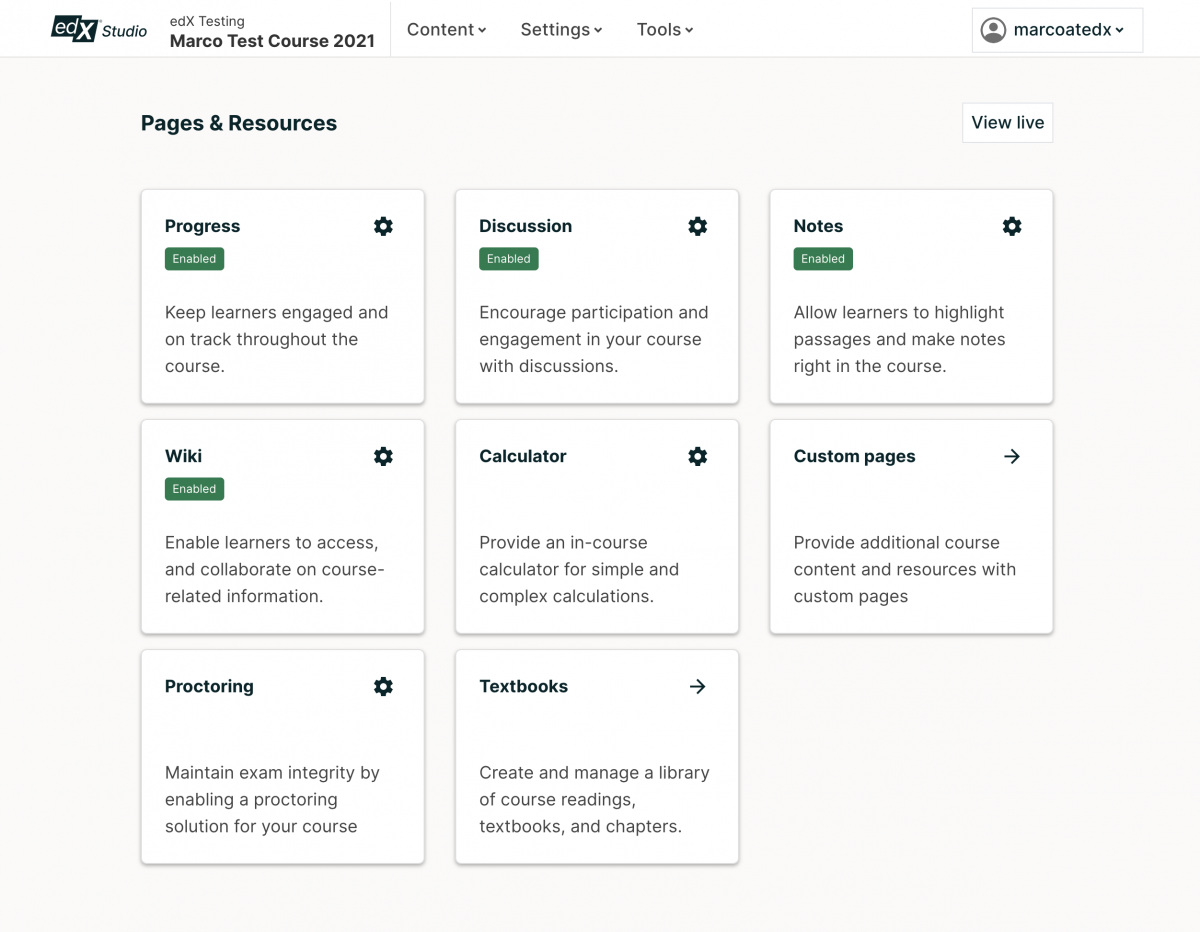 edX Studio
edX Testing
Marco Test Course 2021
Content
Settings
Tools
marcoatedx
Pages & Resources
View live
Progress
Enabled
Keep learners engaged and
on track throughout the
course.
Discussion
Enabled
Encourage participation and
engagement in your course
with discussions.
Notes
Enabled
Allow learners to highlight
passages and make notes
right in the course.
Wiki
Enabled
Enable learners to access,
and collaborate on course-
related information.
Calculator
Provide an in-course
calculator for simple and
complex calculations.
Custom pages
Provide additional course
content and resources with
custom pages
Proctoring
Maintain exam integrity by
enabling a proctoring
solution for your course
Textbooks
Create and manage a library
of course readings,
textbooks, and chapters.